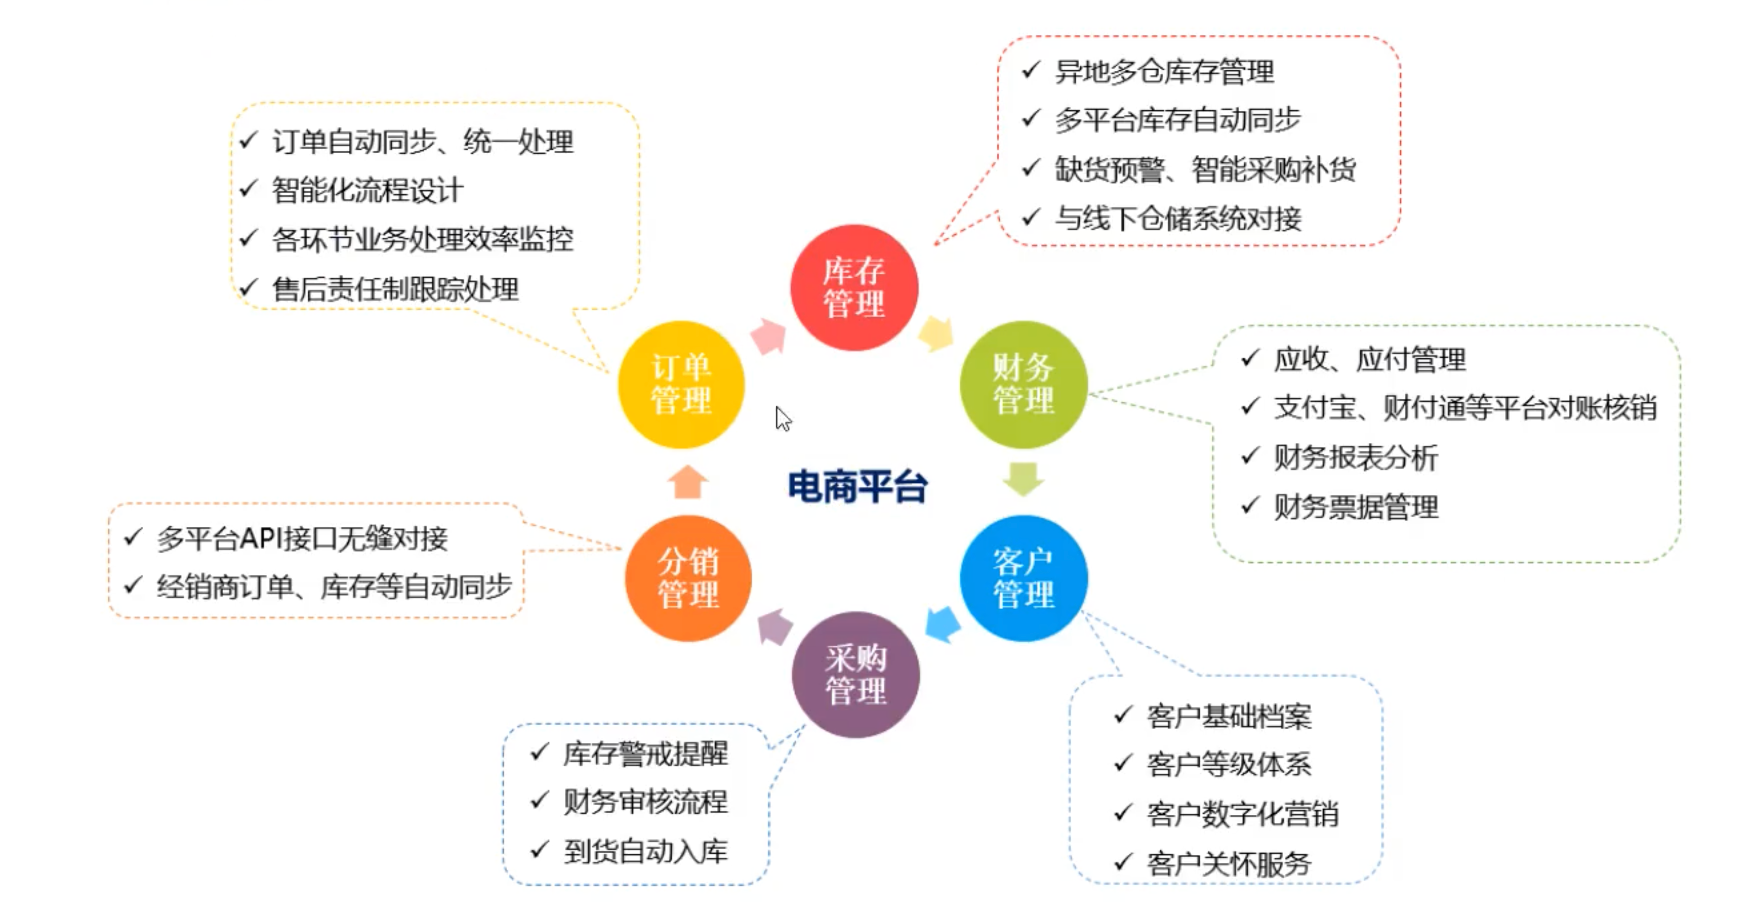 异地多仓库存管理
多平台库存自动同步
缺货预警、智能采购补货
与线下仓储系统对接
订单自动同步、统一处理
智能化流程设计
各环节业务处理效率监控
售后责任制跟踪处理
库存
管理
订单
管理
财务
管理
应收、应付管理
支付宝、财付通等平台对账核销
财务报表分析
财务票据管理
电商平台
多平台API接口无缝对接
经销商订单、库存等自动同步
分销
管理
客户
管理
采购
管理
库存警戒提醒
财务审核流程
到货自动入库
客户基础档案
客户等级体系
客户数字化营销
客户关怀服务